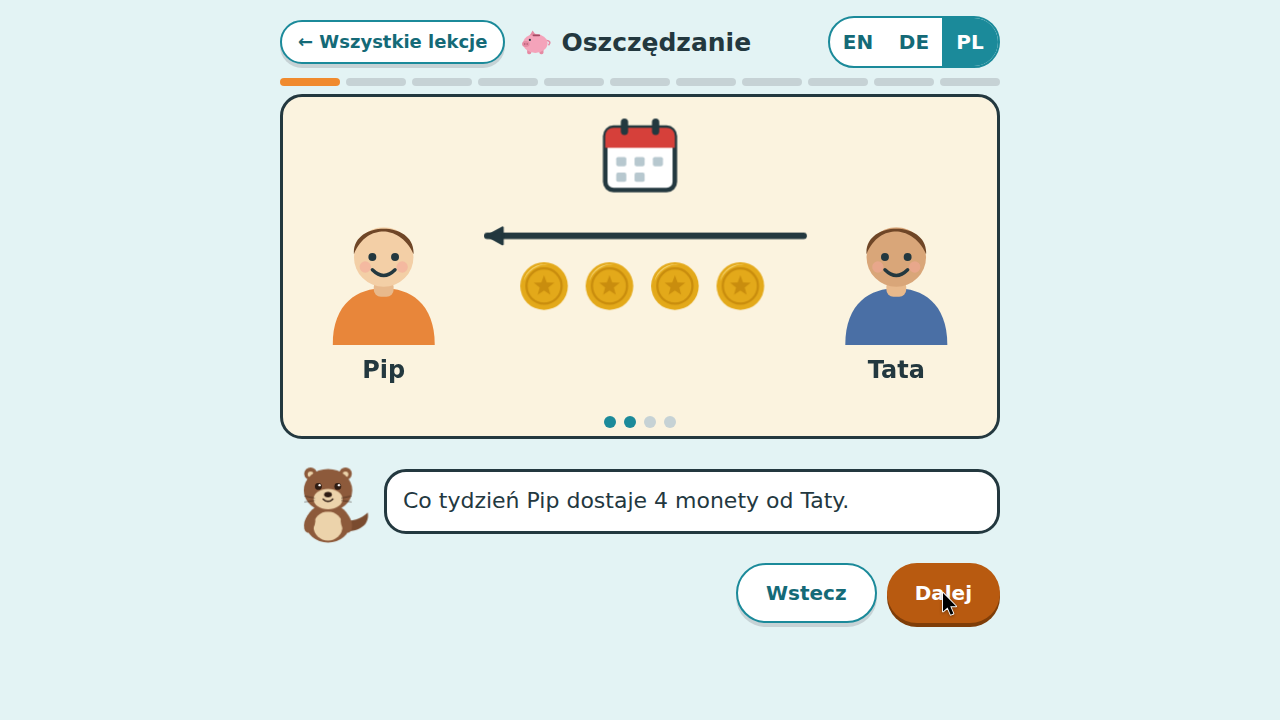 ← Wszystkie lekcje
Oszczędzanie
EN DE PL
Pip
Tata
Co tydzień Pip dostaje 4 monety od Taty.
Wstecz
Dalej